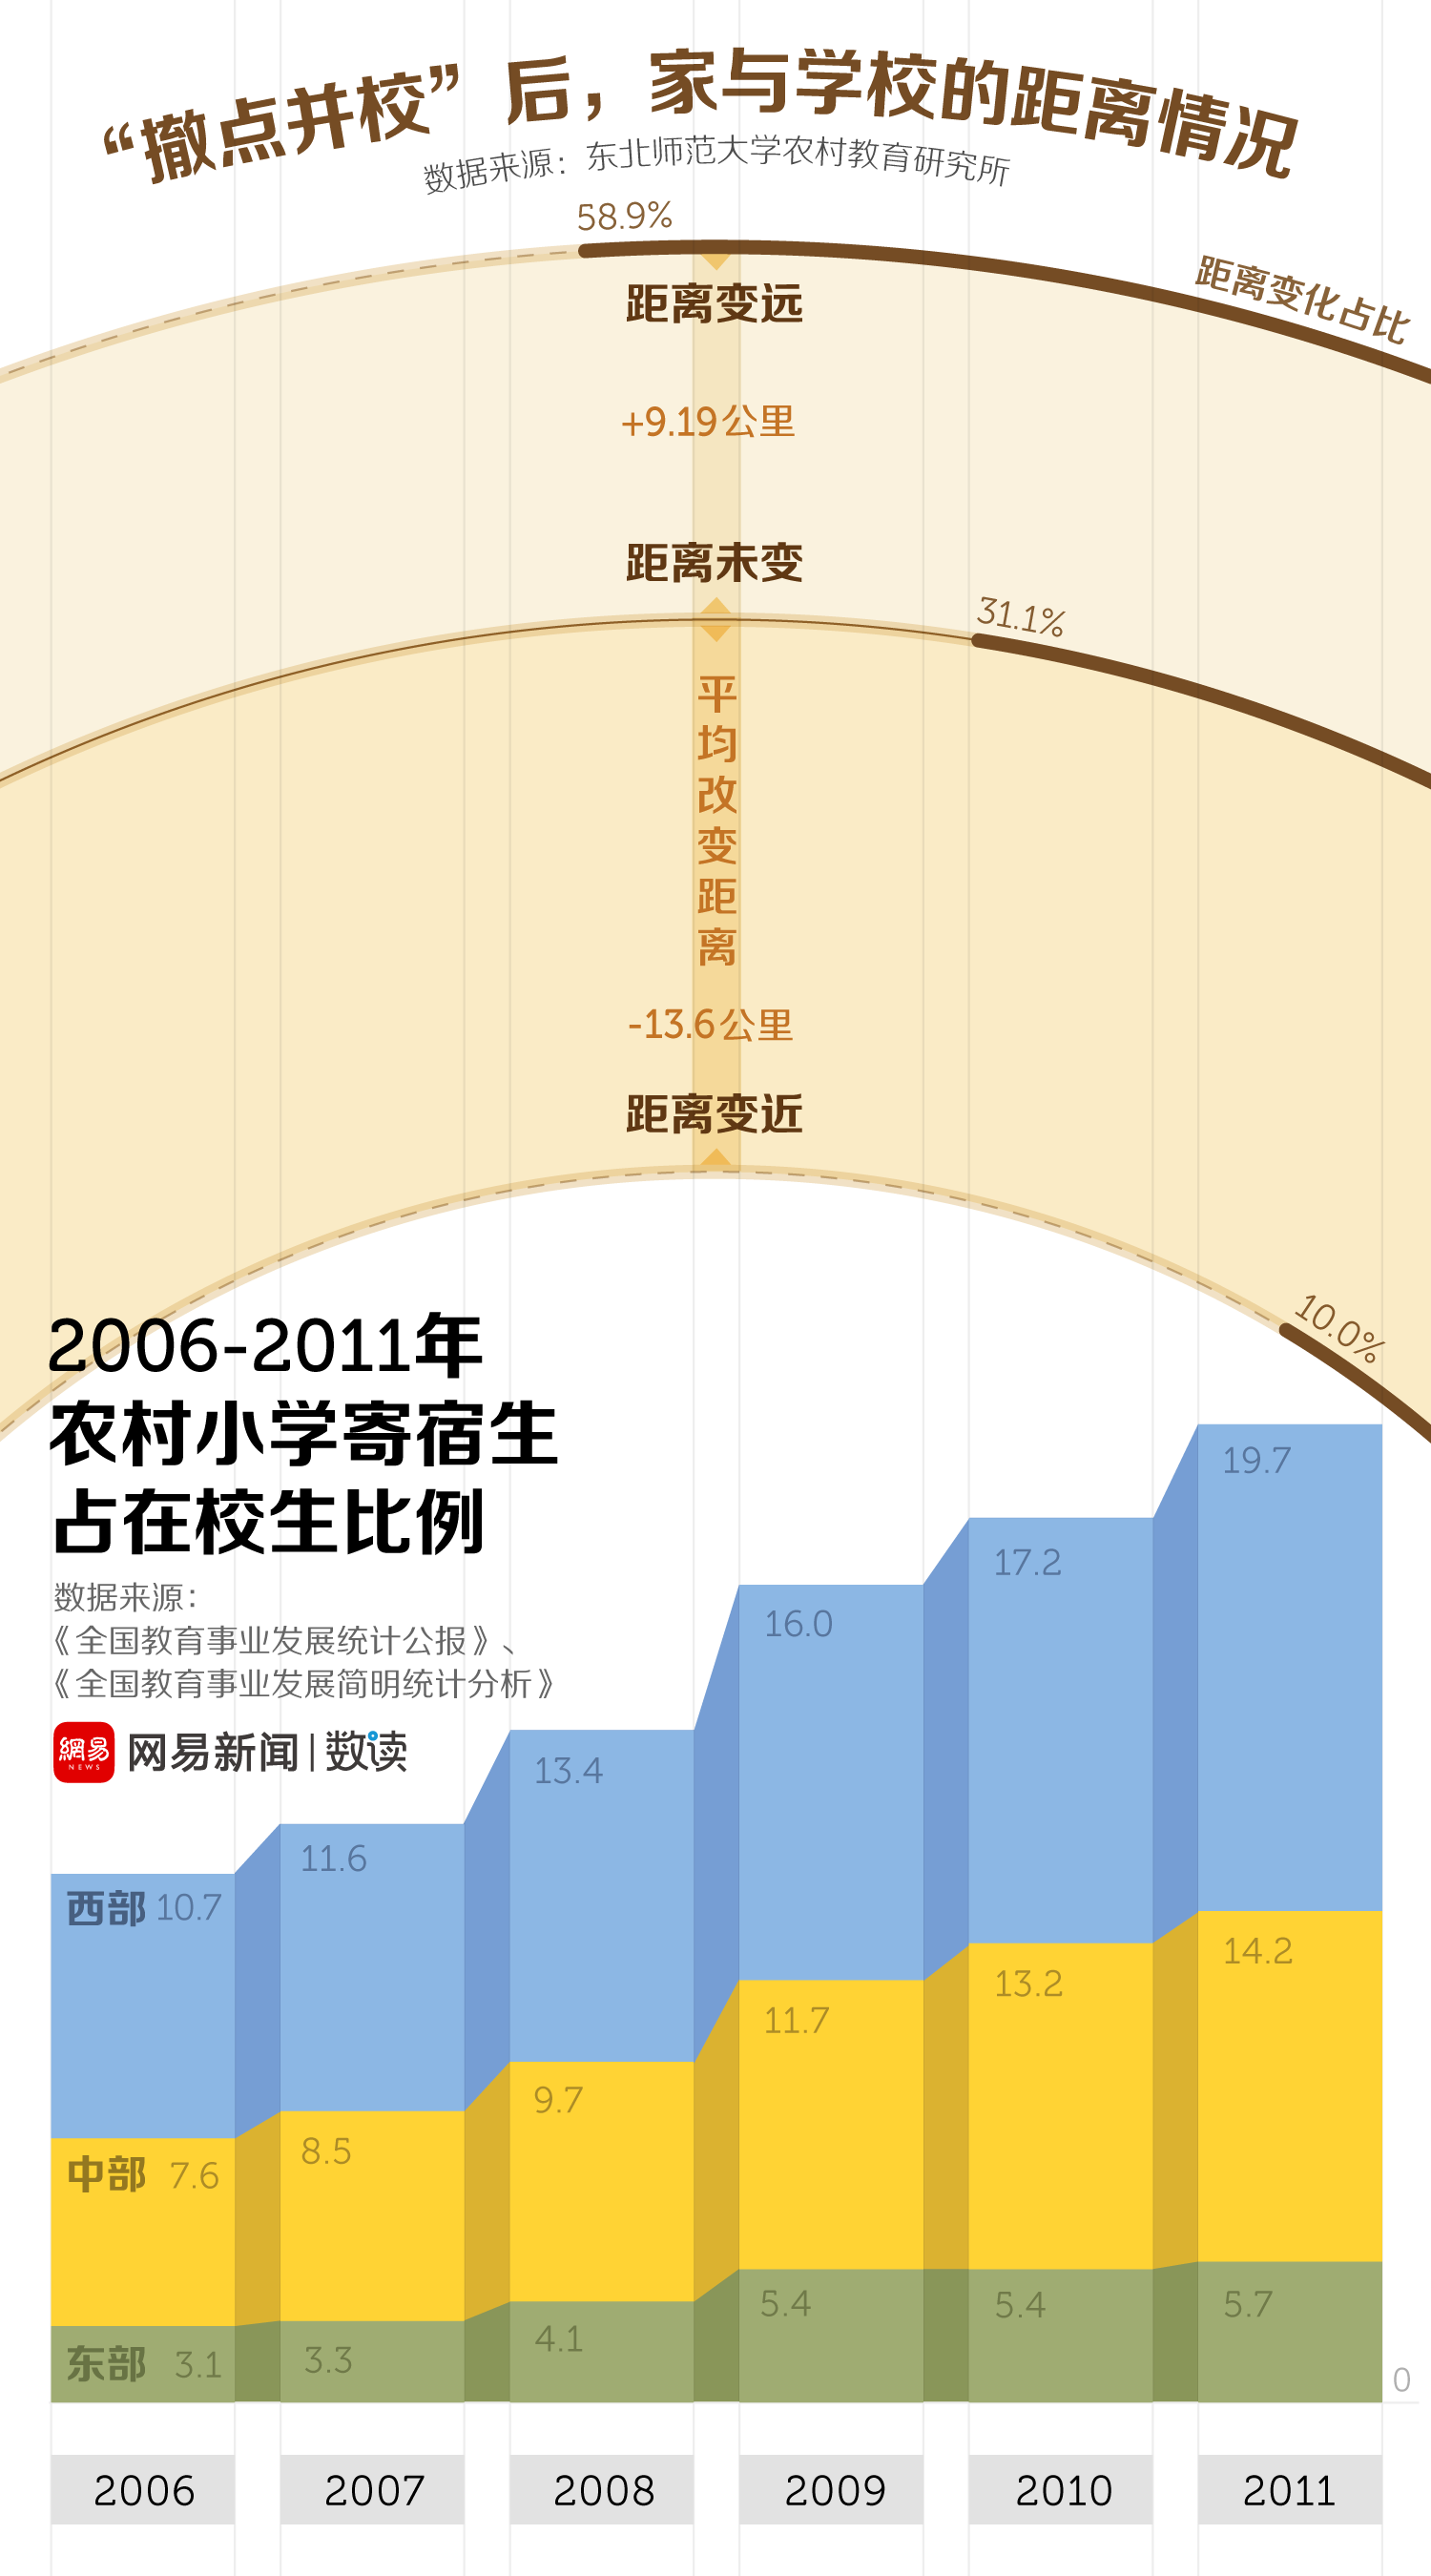 “撤点并校”后，家与学校的距离情况
数据来源：东北师范大学农村教育研究所
58.9%
距离变化占比
距离变远
+9.19公里
距离未变
31.1%
平均改变距离
-13.6公里
距离变近
10.0%
2006-2011年
农村小学寄宿生
占在校生比例
数据来源：
《全国教育事业发展统计公报》、
《全国教育事业发展简明统计分析》
網易 NEWS 网易新闻 | 数读
西部 10.7 11.6 13.4 16.0 17.2 19.7
中部 7.6 8.5 9.7 11.7 13.2 14.2
东部 3.1 3.3 4.1 5.4 5.4 5.7
0
2006 2007 2008 2009 2010 2011